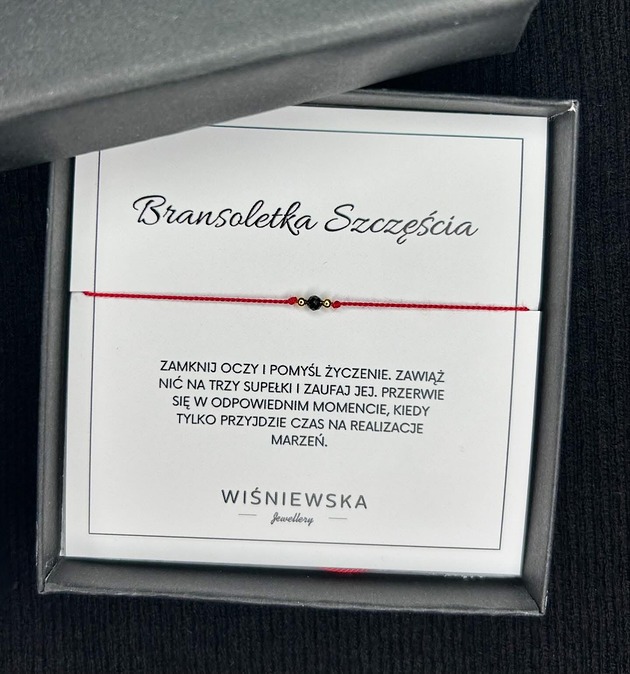 Bransoletka Szczęścia
ZAMKNIJ OCZY I POMYŚL ŻYCZENIE. ZAWIĄŻ
NIĆ NA TRZY SUPEŁKI I ZAUFAJ JEJ. PRZERWIE
SIĘ W ODPOWIEDNIM MOMENCIE, KIEDY
TYLKO PRZYJDZIE CZAS NA REALIZACJE
MARZEŃ.
WIŚNIEWSKA
Jewellery